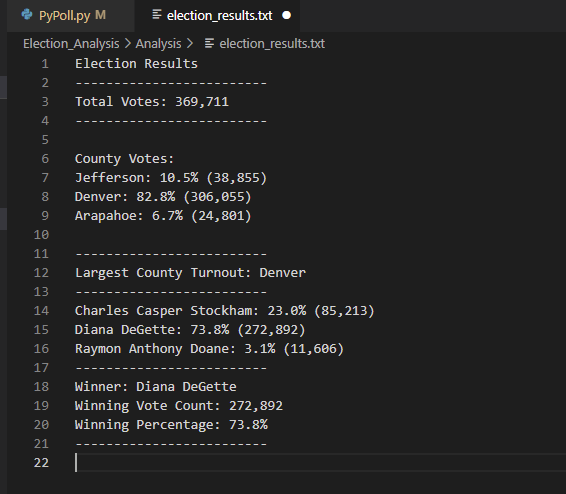 PyPoll.py M
election_results.txt
Election_Analysis > Analysis > election_results.txt
1 Election Results
2 -------------------------
3 Total Votes: 369,711
4 -------------------------
5
6 County Votes:
7 Jefferson: 10.5% (38,855)
8 Denver: 82.8% (306,055)
9 Arapahoe: 6.7% (24,801)
10
11 -------------------------
12 Largest County Turnout: Denver
13 -------------------------
14 Charles Casper Stockham: 23.0% (85,213)
15 Diana DeGette: 73.8% (272,892)
16 Raymon Anthony Doane: 3.1% (11,606)
17 -------------------------
18 Winner: Diana DeGette
19 Winning Vote Count: 272,892
20 Winning Percentage: 73.8%
21 -------------------------
22